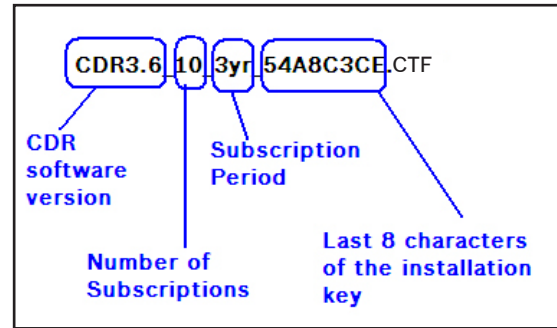 CDR3.6_10_3yr_54A8C3CE.CTF
CDR
software
version
Subscription
Period
Number of
Subscriptions
Last 8 characters
of the installation
key